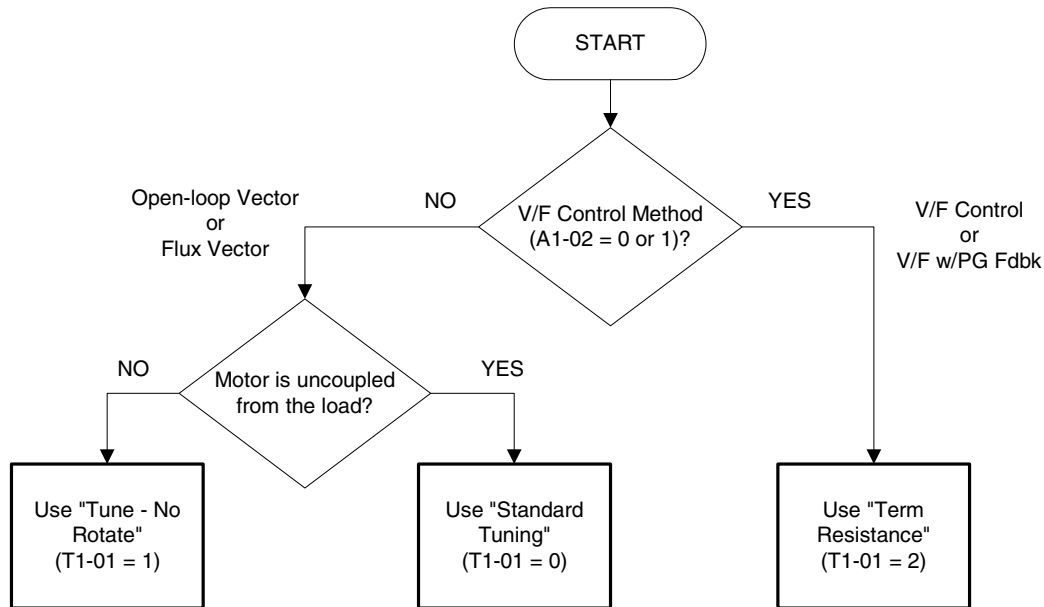 START
V/F Control Method
(A1-02 = 0 or 1)?
NO
YES
Open-loop Vector
or
Flux Vector
V/F Control
or
V/F w/PG Fdbk
Motor is uncoupled
from the load?
NO
YES
Use "Tune - No
Rotate"
(T1-01 = 1)
Use "Standard
Tuning"
(T1-01 = 0)
Use "Term
Resistance"
(T1-01 = 2)